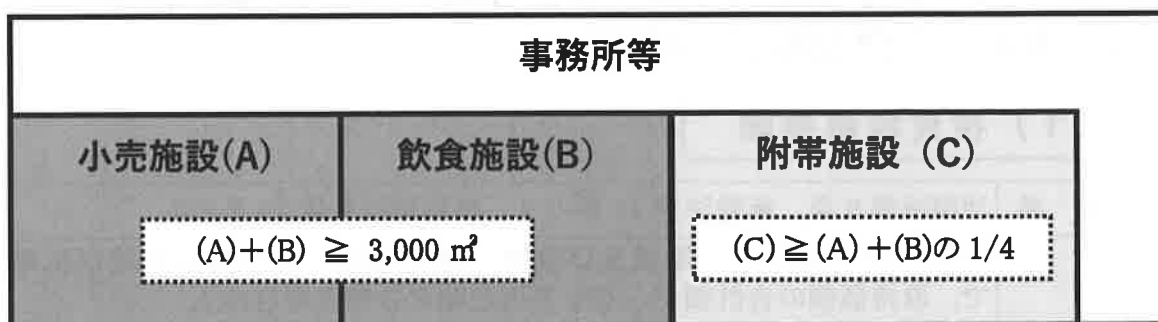 事務所等
小売施設(A)
飲食施設(B)
附帯施設 (C)
(A)+(B) ≧ 3,000 ㎡
(C)≧(A)+(B)の 1/4